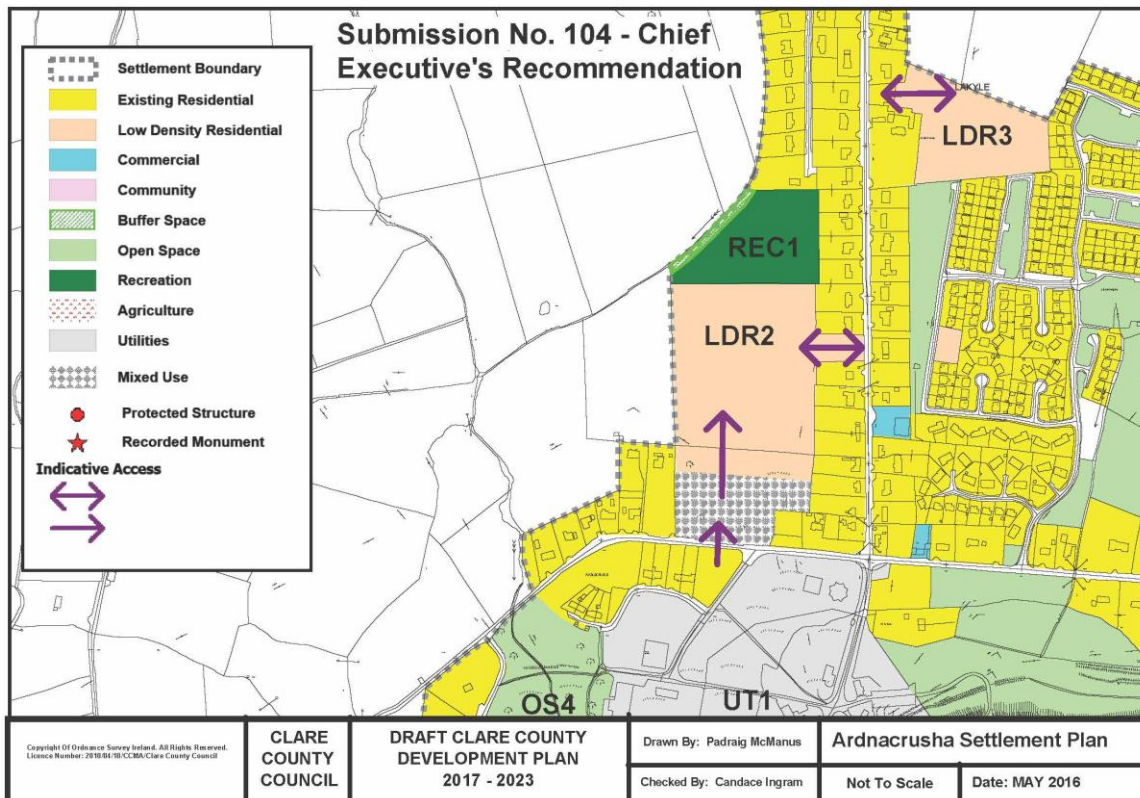 Submission No. 104 - Chief
Executive's Recommendation
Settlement Boundary
Existing Residential
Low Density Residential
Commercial
Community
Buffer Space
Open Space
Recreation
Agriculture
Utilities
Mixed Use
Protected Structure
Recorded Monument
Indicative Access
LAKYLE
LDR3
REC1
LDR2
OS4
UT1
Copyright Of Ordnance Survey Ireland. All Rights Reserved.
Licence Number: 2010/04/18/CCMA/Clare County Council
CLARE
COUNTY
COUNCIL
DRAFT CLARE COUNTY
DEVELOPMENT PLAN
2017 - 2023
Drawn By: Padraig McManus
Checked By: Candace Ingram
Ardnacrusha Settlement Plan
Not To Scale
Date: MAY 2016